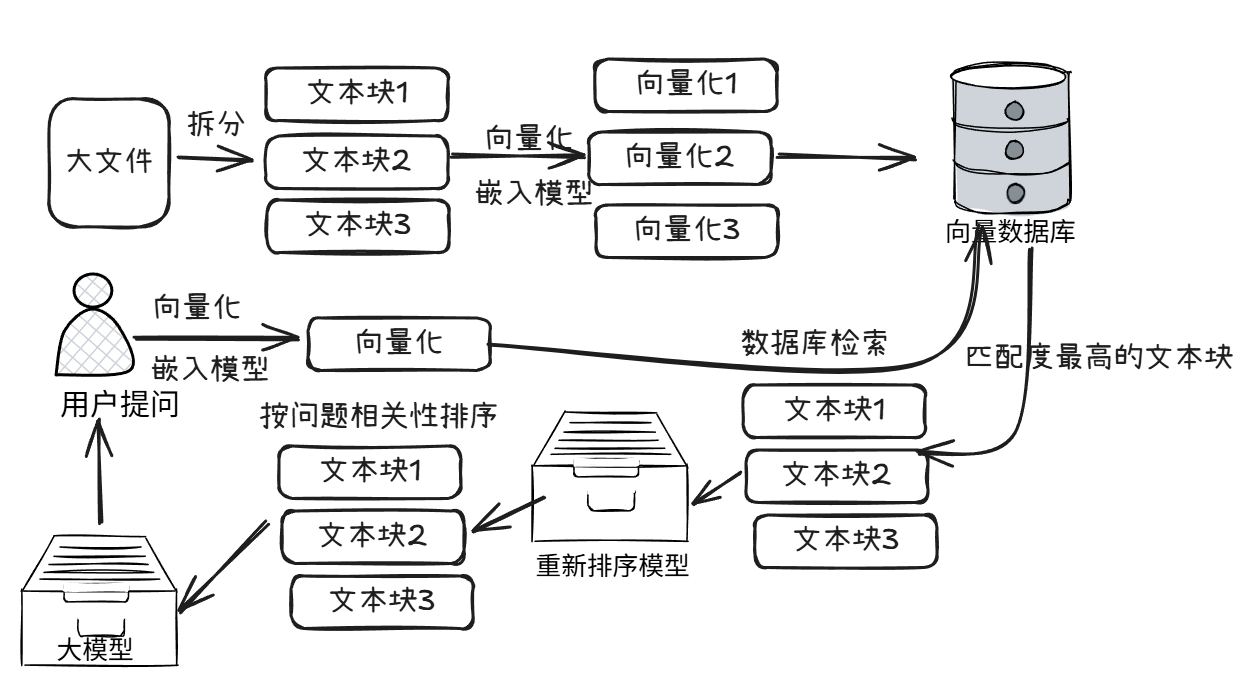 大文件
拆分
文本块1
文本块2
文本块3
向量化
嵌入模型
向量化1
向量化2
向量化3
向量数据库
用户提问
向量化
嵌入模型
向量化
数据库检索
匹配度最高的文本块
文本块1
文本块2
文本块3
重新排序模型
按问题相关性排序
文本块1
文本块2
文本块3
大模型